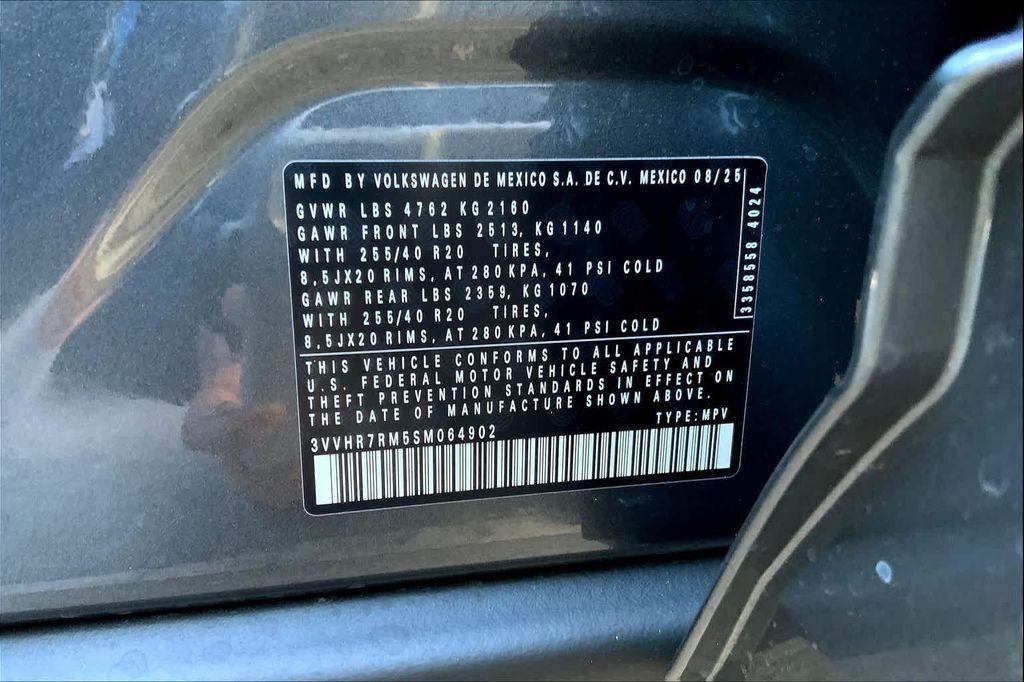 MFD BY VOLKSWAGEN DE MEXICO S.A. DE C.V. MEXICO 08/25
GVWR LBS 4762 KG 2160
GAWR FRONT LBS 2513, KG 1140
WITH 255/40 R20 TIRES,
8,5JX20 RIMS, AT 280 KPA, 41 PSI COLD
GAWR REAR LBS 2359, KG 1070
WITH 255/40 R20 TIRES,
8,5JX20 RIMS, AT 280 KPA, 41 PSI COLD
3358558 4024
THIS VEHICLE CONFORMS TO ALL APPLICABLE
U.S. FEDERAL MOTOR VEHICLE SAFETY AND
THEFT PREVENTION STANDARDS IN EFFECT ON
THE DATE OF MANUFACTURE SHOWN ABOVE.
TYPE: MPV
3VVHR7RM5SM064902